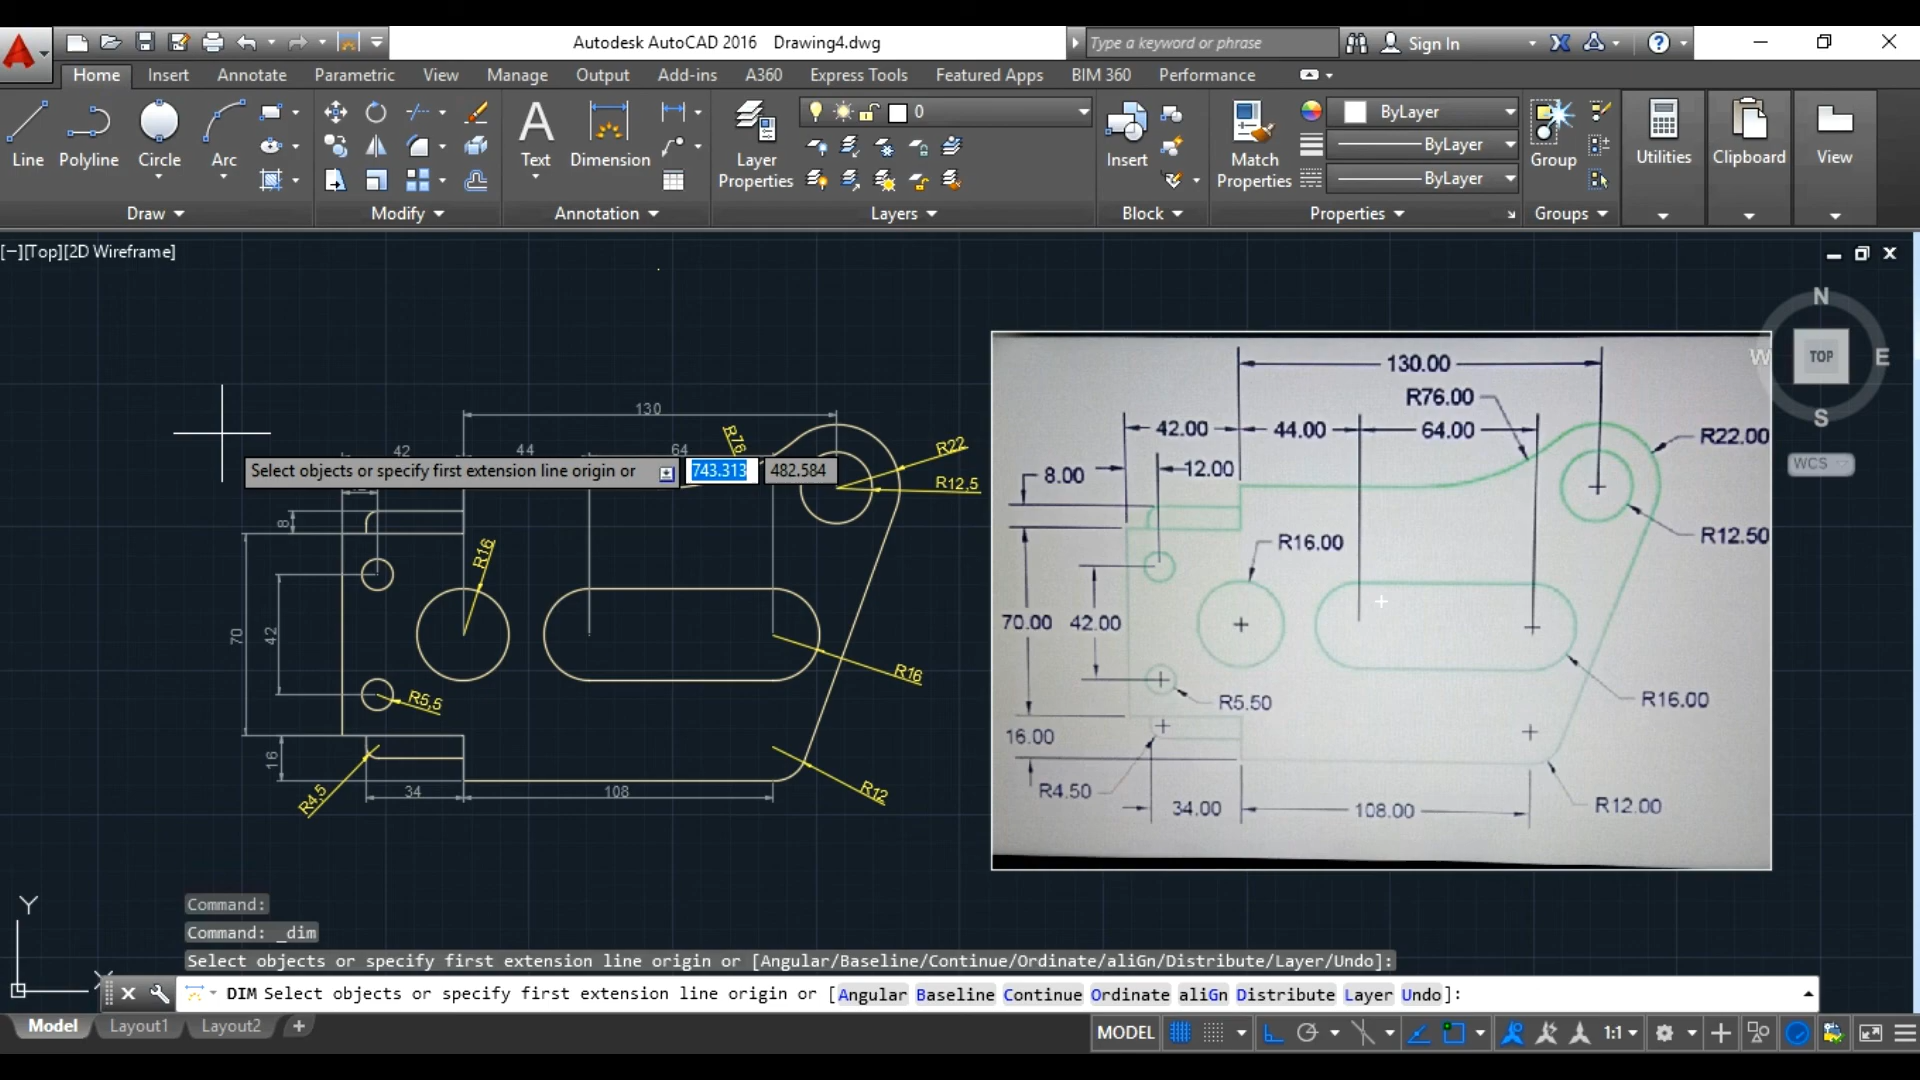 Autodesk AutoCAD 2016 Drawing4.dwg
Type a keyword or phrase
Sign In
Home Insert Annotate Parametric View Manage Output Add-ins A360 Express Tools Featured Apps BIM 360 Performance
Line Polyline Circle Arc
Draw
Modify
Text Dimension
Annotation
Layer Properties
0
Layers
Insert
Block
Match Properties
ByLayer
ByLayer
ByLayer
Properties
Group
Groups
Utilities
Clipboard
View
[−][Top][2D Wireframe]
N
W TOP E
S
WCS
130
42 44 64
R76
R22
R12,5
8
R16
70
42
R5,5
R16
16
R4,5
34
108
R12
Select objects or specify first extension line origin or 743.313 482.584
130.00
R76.00
42.00 44.00 64.00
R22.00
8.00 12.00
R12.50
R16.00
70.00 42.00
R5.50
R16.00
16.00
R4.50
34.00 108.00
R12.00
Y
X
Command:
Command: _dim
Select objects or specify first extension line origin or [Angular/Baseline/Continue/Ordinate/aliGn/Distribute/Layer/Undo]:
DIM Select objects or specify first extension line origin or [Angular Baseline Continue Ordinate aliGn Distribute Layer Undo]:
Model Layout1 Layout2 +
MODEL
1:1